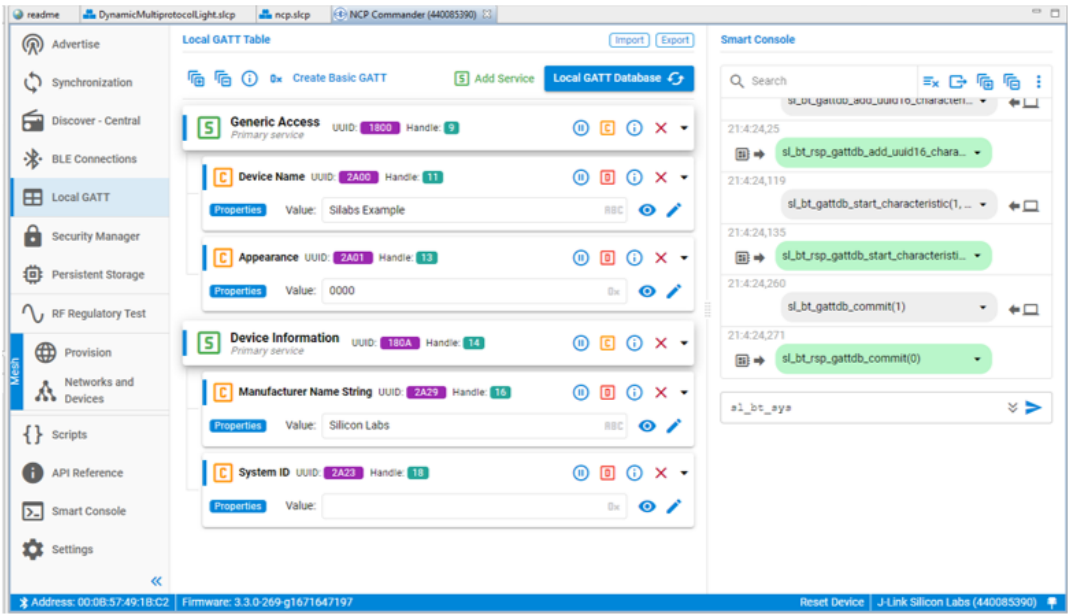 readme
DynamicMultiprotocolLight.slcp
ncp.slcp
NCP Commander (440085390)
Advertise
Synchronization
Discover - Central
BLE Connections
Local GATT
Security Manager
Persistent Storage
RF Regulatory Test
Mesh
Provision
Networks and
Devices
Scripts
API Reference
Smart Console
Settings
Local GATT Table
Import Export
0x Create Basic GATT
S Add Service
Local GATT Database
S Generic Access UUID: 1800 Handle: 9 C
Primary service
C Device Name UUID: 2A00 Handle: 11 D
Properties Value: Silabs Example ABC
C Appearance UUID: 2A01 Handle: 13 D
Properties Value: 0000 0x
S Device Information UUID: 180A Handle: 14 C
Primary service
C Manufacturer Name String UUID: 2A29 Handle: 16 D
Properties Value: Silicon Labs ABC
C System ID UUID: 2A23 Handle: 18 D
Properties Value: 0x
Smart Console
Search
sl_bt_gattdb_add_uuid16_characteri...
21:4:24,25
sl_bt_rsp_gattdb_add_uuid16_chara...
21:4:24,119
sl_bt_gattdb_start_characteristic(1, ...
21:4:24,135
sl_bt_rsp_gattdb_start_characteristi...
21:4:24,260
sl_bt_gattdb_commit(1)
21:4:24,271
sl_bt_rsp_gattdb_commit(0)
sl_bt_sys
Address: 00:0B:57:49:1B:C2 Firmware: 3.3.0-269-g1671647197 Reset Device J-Link Silicon Labs (440085390)